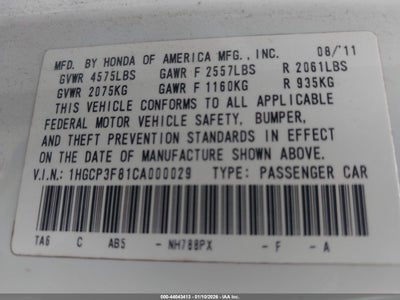 MFD. BY HONDA OF AMERICA MFG., INC. 08/'11
GVWR 4575LBS GAWR F 2557LBS R 2061LBS
GVWR 2075KG GAWR F 1160KG R 935KG
THIS VEHICLE CONFORMS TO ALL APPLICABLE
FEDERAL MOTOR VEHICLE SAFETY, BUMPER,
AND THEFT PREVENTION STANDARDS IN EFFECT
ON THE DATE OF MANUFACTURE SHOWN ABOVE.
V.I.N.: 1HGCP3F81CA000029 TYPE: PASSENGER CAR
TA6 C AB5 - NH788PX - F - A
000-44043413 - 01/10/2026 - IAA Inc.